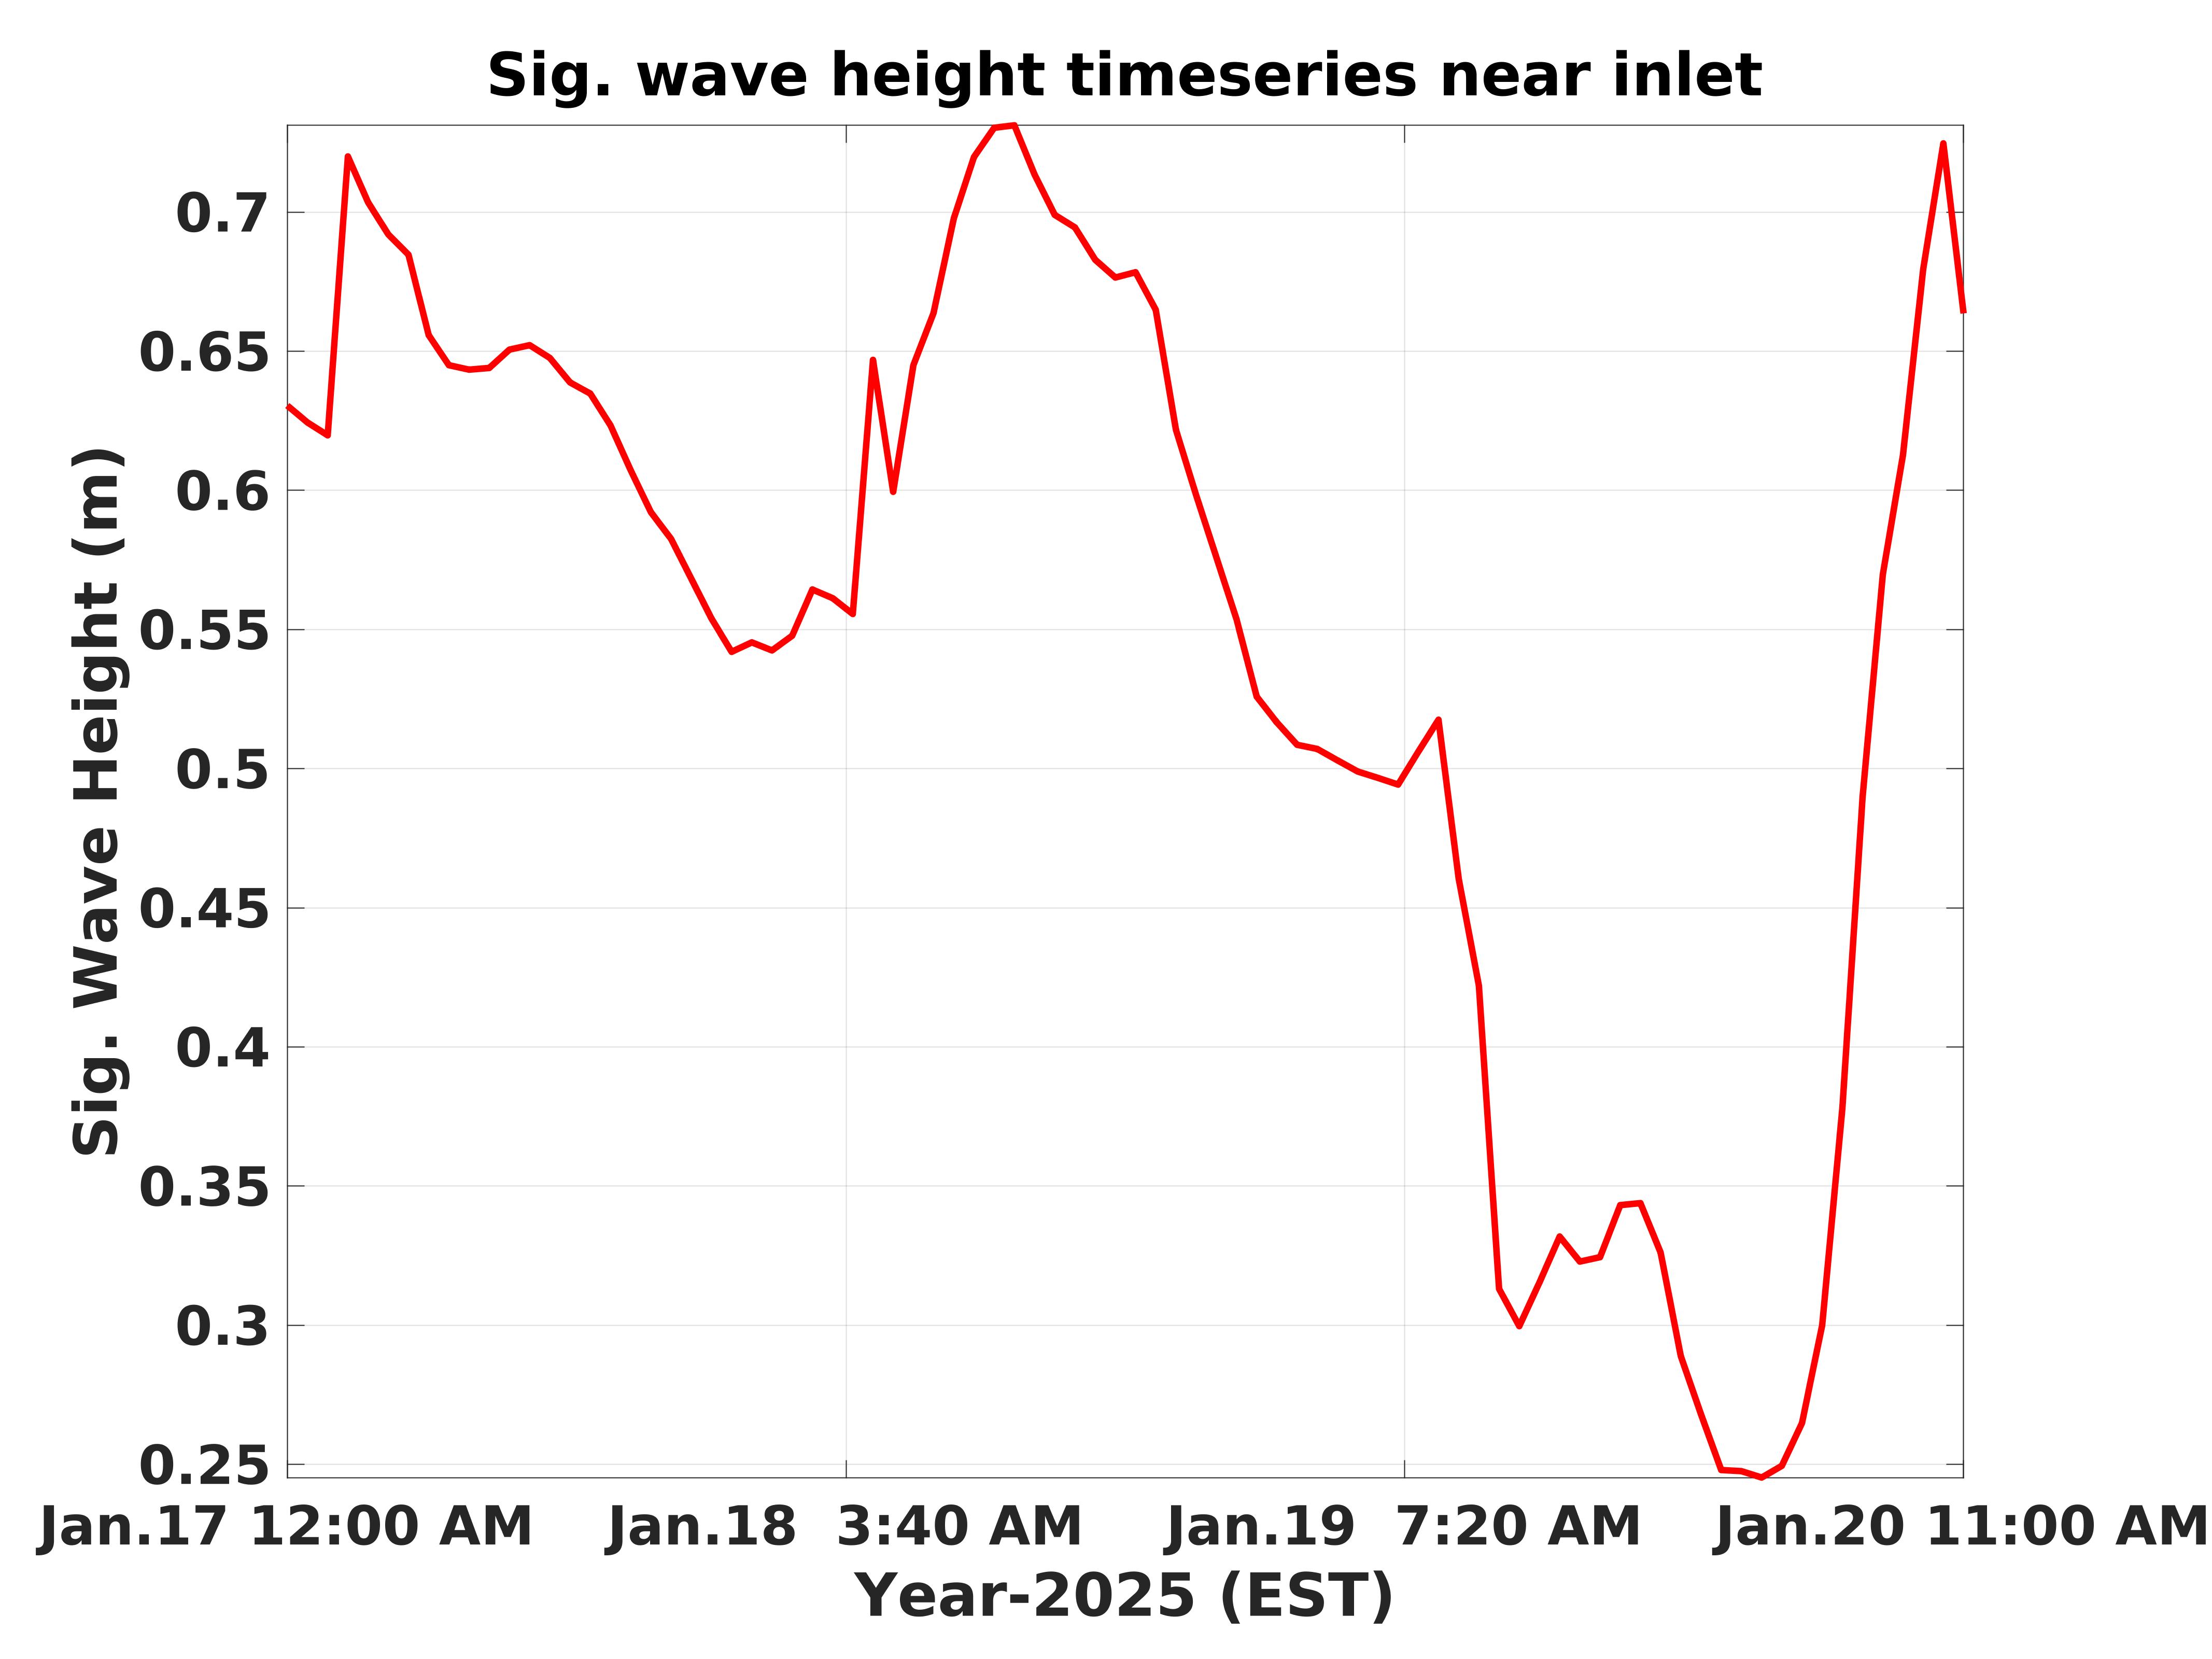 Sig. wave height timeseries near inlet
Sig. Wave Height (m)
0.7
0.65
0.6
0.55
0.5
0.45
0.4
0.35
0.3
0.25
Jan.17 12:00 AM Jan.18 3:40 AM Jan.19 7:20 AM Jan.20 11:00 AM
Year-2025 (EST)